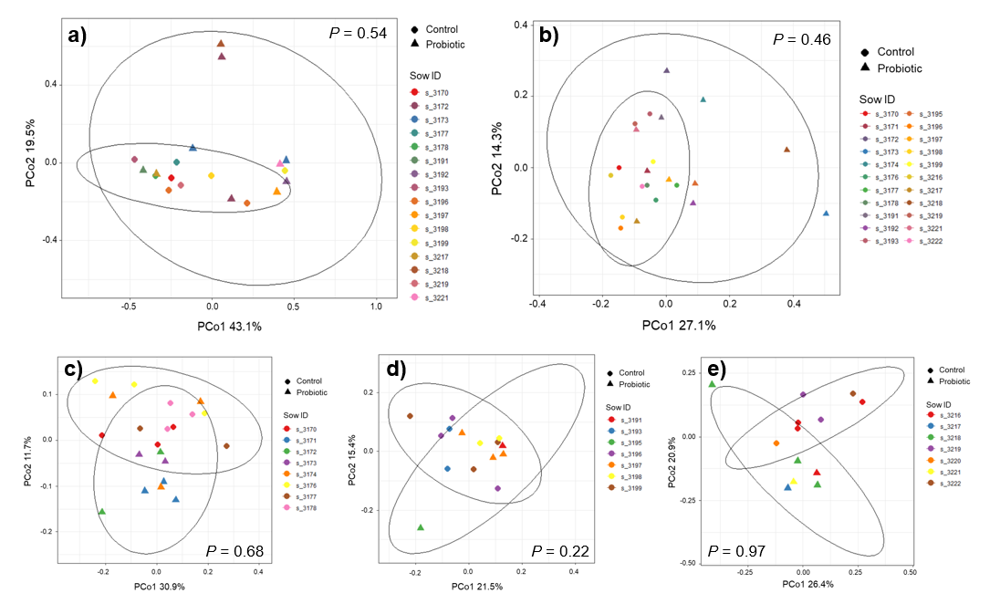 a)
P = 0.54
Control
Probiotic
Sow ID
s_3170
s_3172
s_3173
s_3177
s_3178
s_3191
s_3192
s_3193
s_3196
s_3197
s_3198
s_3199
s_3217
s_3218
s_3219
s_3221
PCo2 19.5%
0.4
0.0
-0.4
-0.5
0.0
0.5
1.0
PCo1 43.1%
b)
P = 0.46
Control
Probiotic
Sow ID
s_3170 s_3195
s_3171 s_3196
s_3172 s_3197
s_3173 s_3198
s_3174 s_3199
s_3176 s_3216
s_3177 s_3217
s_3178 s_3218
s_3191 s_3219
s_3192 s_3221
s_3193 s_3222
PCo2 14.3%
0.4
0.2
0.0
-0.2
-0.4
-0.2
0.0
0.2
0.4
PCo1 27.1%
c)
P = 0.68
Control
Probiotic
Sow ID
s_3170
s_3171
s_3172
s_3173
s_3174
s_3176
s_3177
s_3178
PCo2 11.7%
0.1
0.0
-0.1
-0.2
-0.2
0.0
0.2
0.4
PCo1 30.9%
d)
P = 0.22
Control
Probiotic
Sow ID
s_3191
s_3193
s_3195
s_3196
s_3197
s_3198
s_3199
PCo2 15.4%
0.2
0.0
-0.2
-0.2
0.0
0.2
0.4
PCo1 21.5%
e)
P = 0.97
Control
Probiotic
Sow ID
s_3216
s_3217
s_3218
s_3219
s_3220
s_3221
s_3222
PCo2 20.9%
0.25
0.00
-0.25
-0.50
-0.25
0.00
0.25
0.50
PCo1 26.4%